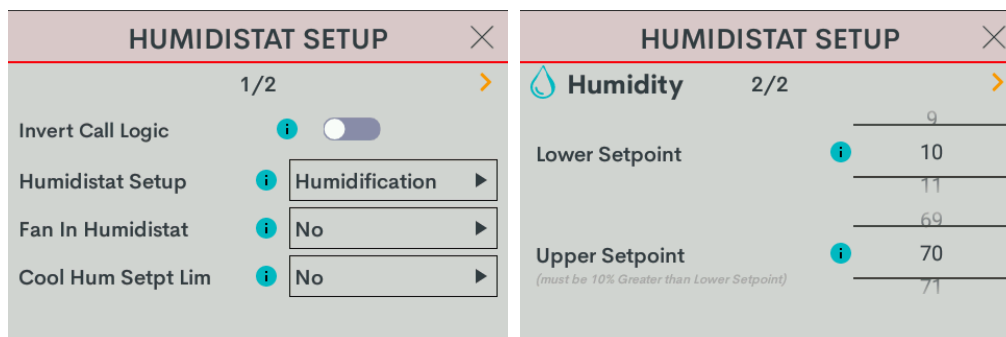 HUMIDISTAT SETUP
1/2
Invert Call Logic
Humidistat Setup
Humidification
Fan In Humidistat
No
Cool Hum Setpt Lim
No
HUMIDISTAT SETUP
Humidity 2/2
9
Lower Setpoint
10
11
69
Upper Setpoint
70
(must be 10% Greater than Lower Setpoint)
71